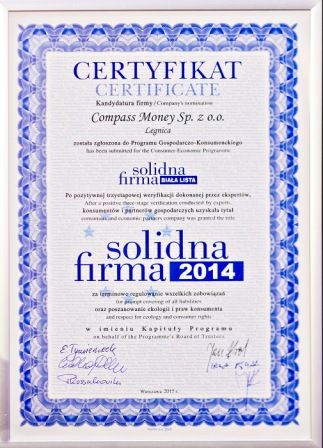 CERTYFIKAT
CERTIFICATE
Kandydatura firmy/Company's nomination
Compass Money Sp. z o.o.
Legnica
została zgłoszona do Programu Gospodarczo-Konsumenckiego
has been submitted for the Consumer-Economic Programme
solidna
firma BIAŁA LISTA
Po pozytywnej trzystopowej weryfikacji dokonanej przez ekspertów,
After a positive three-stage verification conducted by experts,
konsumentów i partnerów gospodarczych uzyskała tytuł
consumers and economic partners company was granted the title
solidna
firma 2014
za terminowe regulowanie wszelkich zobowiązań
for prompt covering of all liabilities
oraz poszanowanie ekologii i praw konsumenta
and respect for ecology and consumer rights
w imieniu Kapituły Programu
on behalf of the Programme's Board of Trustees
Warszawa 2015 r.